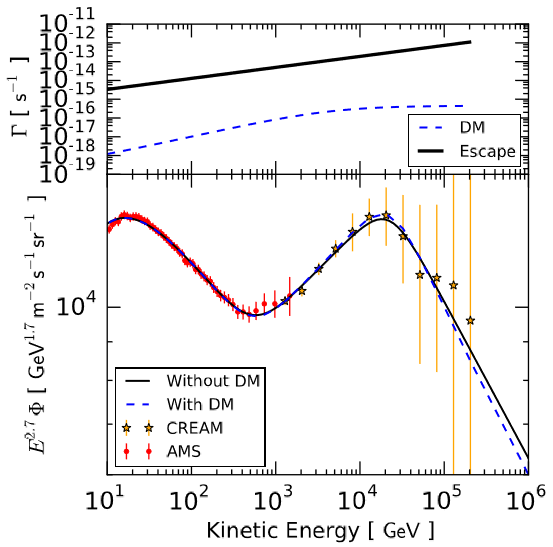 10^-11
10^-12
10^-13
10^-14
10^-15
10^-16
10^-17
10^-18
10^-19
Γ [ s^-1 ]
DM
Escape
10^4
E^2.7 Φ [ GeV^1.7 m^-2 s^-1 sr^-1 ]
Without DM
With DM
CREAM
AMS
10^1 10^2 10^3 10^4 10^5 10^6
Kinetic Energy [ GeV ]